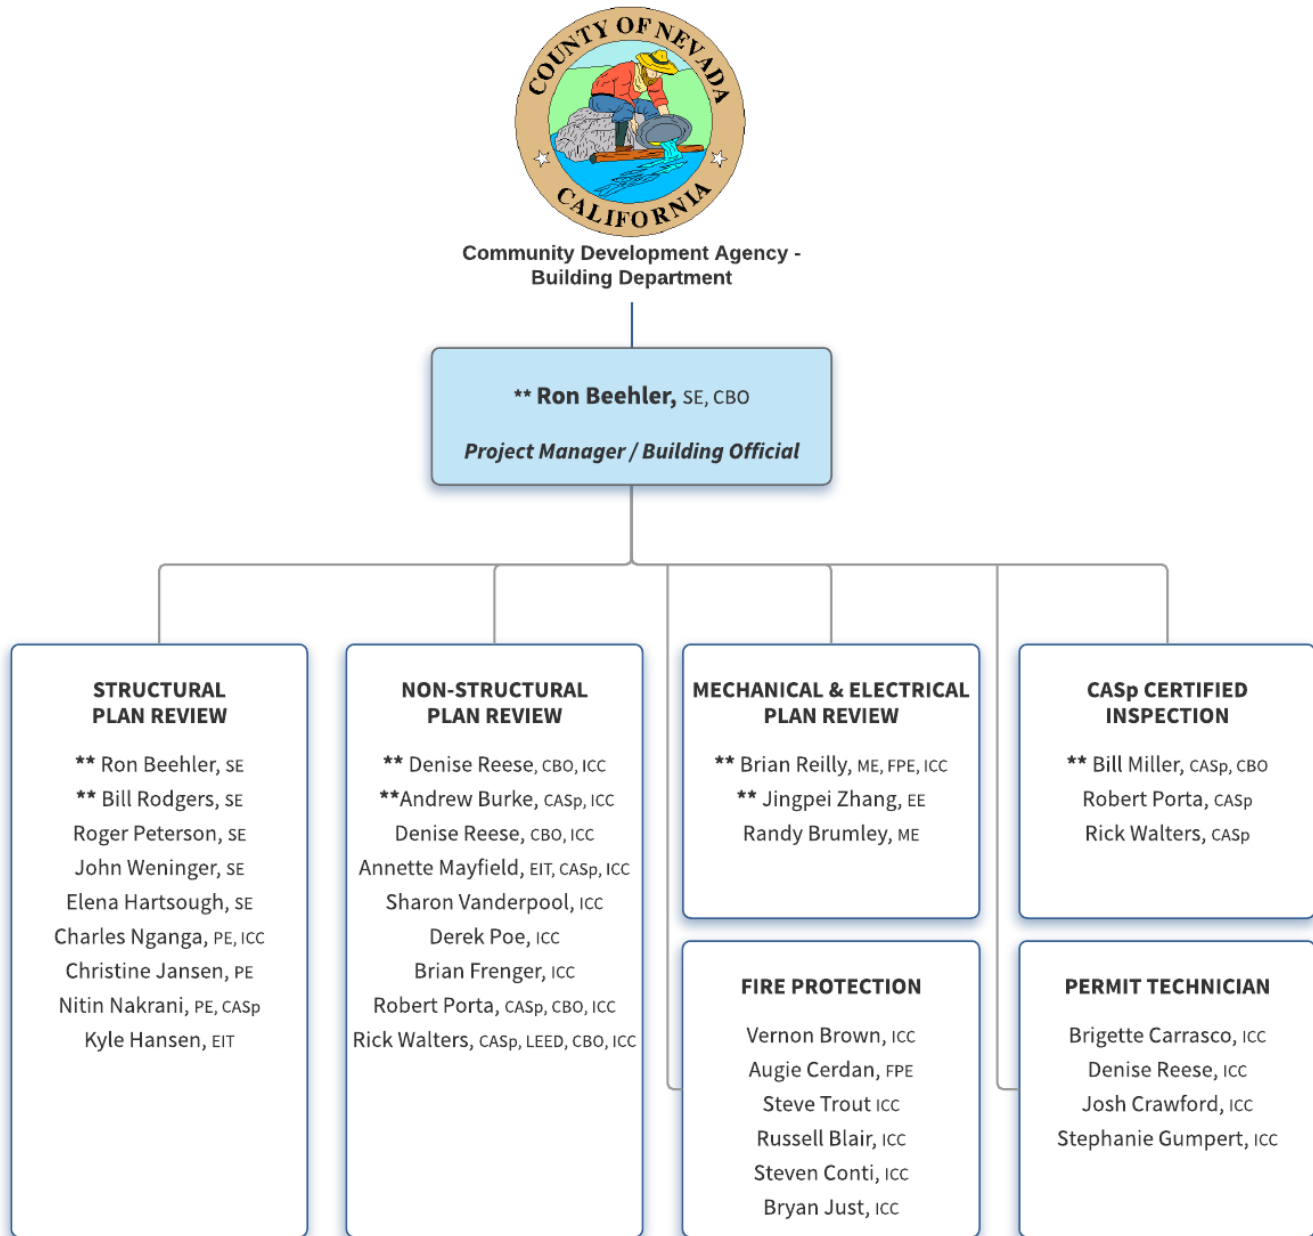 COUNTY OF NEVADA
CALIFORNIA
Community Development Agency -
Building Department
** Ron Beehler, SE, CBO
Project Manager / Building Official
STRUCTURAL
PLAN REVIEW
** Ron Beehler, SE
** Bill Rodgers, SE
Roger Peterson, SE
John Weninger, SE
Elena Hartsough, SE
Charles Nganga, PE, ICC
Christine Jansen, PE
Nitin Nakrani, PE, CASp
Kyle Hansen, EIT
NON-STRUCTURAL
PLAN REVIEW
** Denise Reese, CBO, ICC
**Andrew Burke, CASp, ICC
Denise Reese, CBO, ICC
Annette Mayfield, EIT, CASp, ICC
Sharon Vanderpool, ICC
Derek Poe, ICC
Brian Frenger, ICC
Robert Porta, CASp, CBO, ICC
Rick Walters, CASp, LEED, CBO, ICC
MECHANICAL & ELECTRICAL
PLAN REVIEW
** Brian Reilly, ME, FPE, ICC
** Jingpei Zhang, EE
Randy Brumley, ME
CASp CERTIFIED
INSPECTION
** Bill Miller, CASp, CBO
Robert Porta, CASp
Rick Walters, CASp
FIRE PROTECTION
Vernon Brown, ICC
Augie Cerdan, FPE
Steve Trout ICC
Russell Blair, ICC
Steven Conti, ICC
Bryan Just, ICC
PERMIT TECHNICIAN
Brigette Carrasco, ICC
Denise Reese, ICC
Josh Crawford, ICC
Stephanie Gumpert, ICC